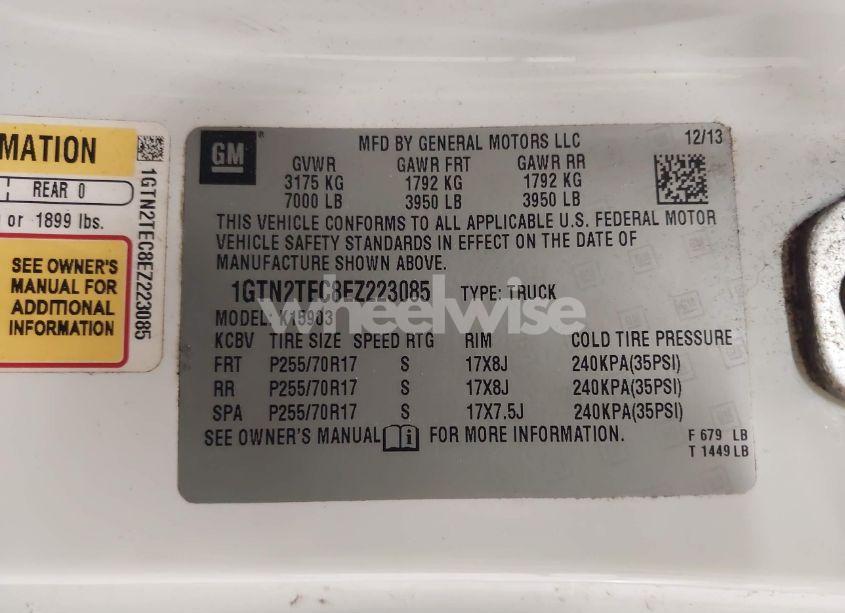 MATION
REAR 0
or 1899 lbs.
SEE OWNER'S
MANUAL FOR
ADDITIONAL
INFORMATION
1GTN2TEC8EZ223085
GM
MFD BY GENERAL MOTORS LLC 12/13
GVWR GAWR FRT GAWR RR
3175 KG 1792 KG 1792 KG
7000 LB 3950 LB 3950 LB
THIS VEHICLE CONFORMS TO ALL APPLICABLE U.S. FEDERAL MOTOR
VEHICLE SAFETY STANDARDS IN EFFECT ON THE DATE OF
MANUFACTURE SHOWN ABOVE.
1GTN2TEC8EZ223085 TYPE: TRUCK
wheelwise
MODEL: K15903
KCBV TIRE SIZE SPEED RTG RIM COLD TIRE PRESSURE
FRT P255/70R17 S 17X8J 240KPA(35PSI)
RR P255/70R17 S 17X8J 240KPA(35PSI)
SPA P255/70R17 S 17X7.5J 240KPA(35PSI)
SEE OWNER'S MANUAL FOR MORE INFORMATION.
F 679 LB
T 1449 LB